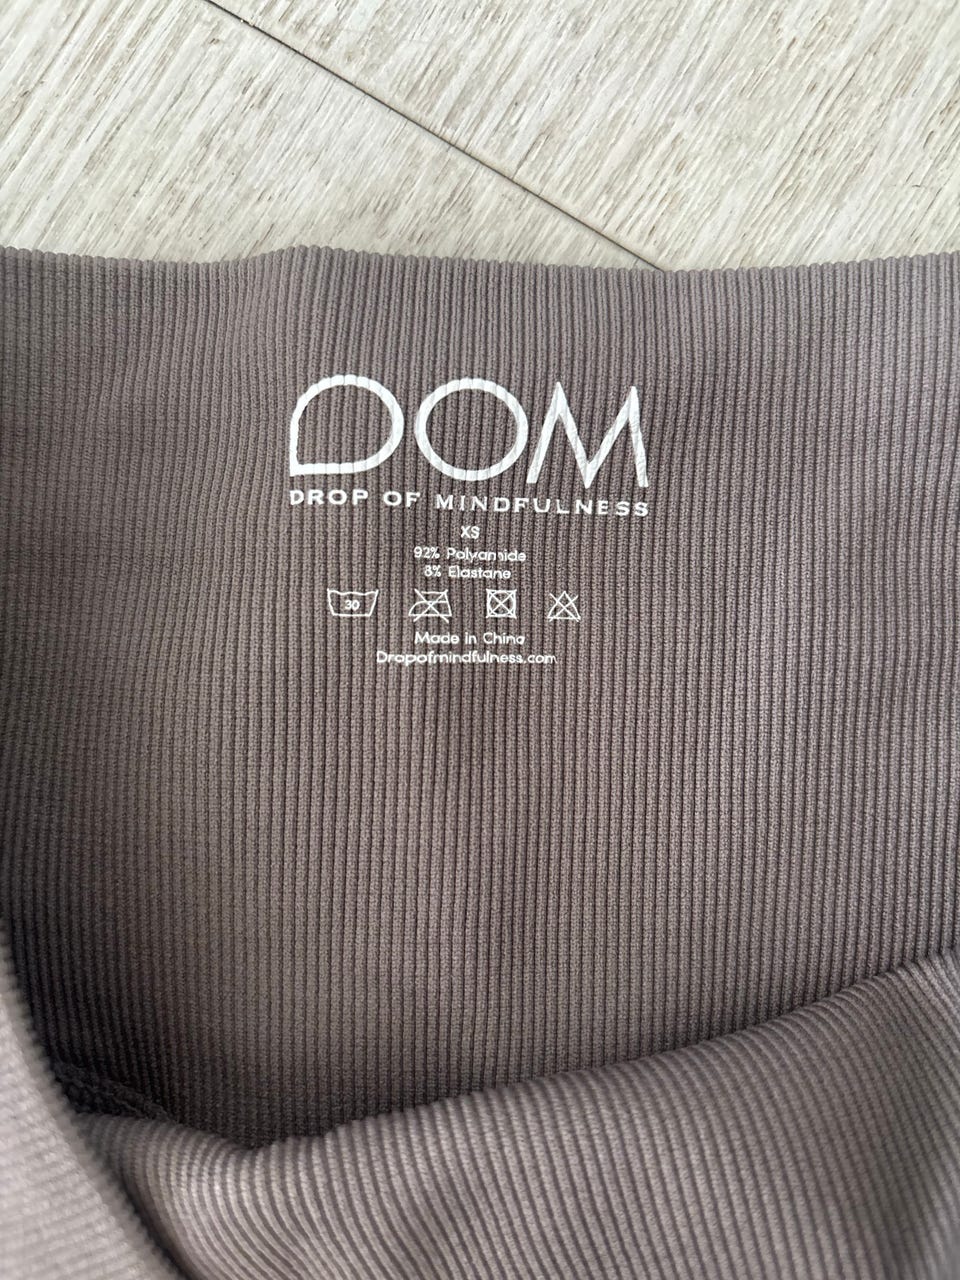 DOM
DROP OF MINDFULNESS
XS
92% Polyamide
8% Elastane
30
Made in China
Dropofmindfulness.com